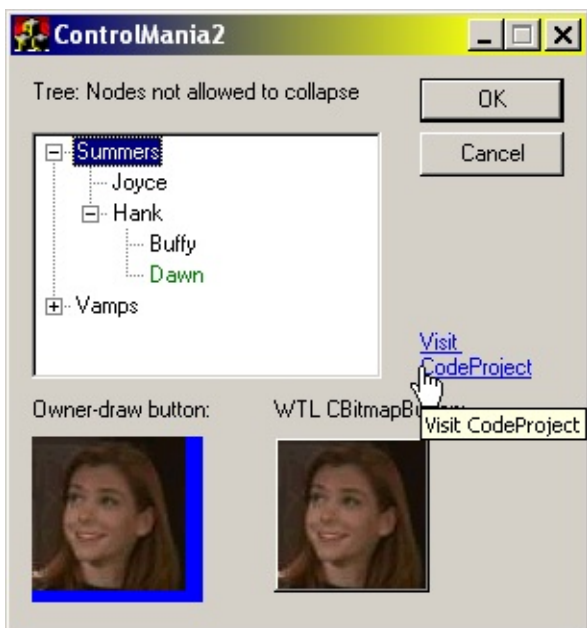 ControlMania2
Tree: Nodes not allowed to collapse
OK
Cancel
Summers
Joyce
Hank
Buffy
Dawn
Vamps
Visit
CodeProject
Owner-draw button:
WTL
Visit CodeProject